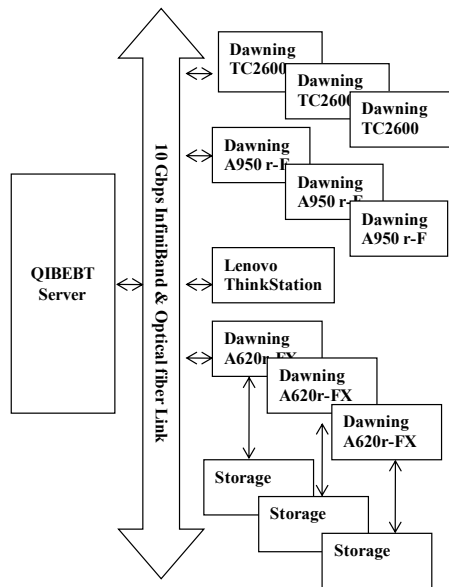 QIBEBT
Server
10 Gbps InfiniBand & Optical fiber Link
Dawning
TC2600
Dawning
TC2600
Dawning
TC2600
Dawning
A950 r-F
Dawning
A950 r-F
Dawning
A950 r-F
Lenovo
ThinkStation
Dawning
A620r-FX
Dawning
A620r-FX
Dawning
A620r-FX
Storage
Storage
Storage